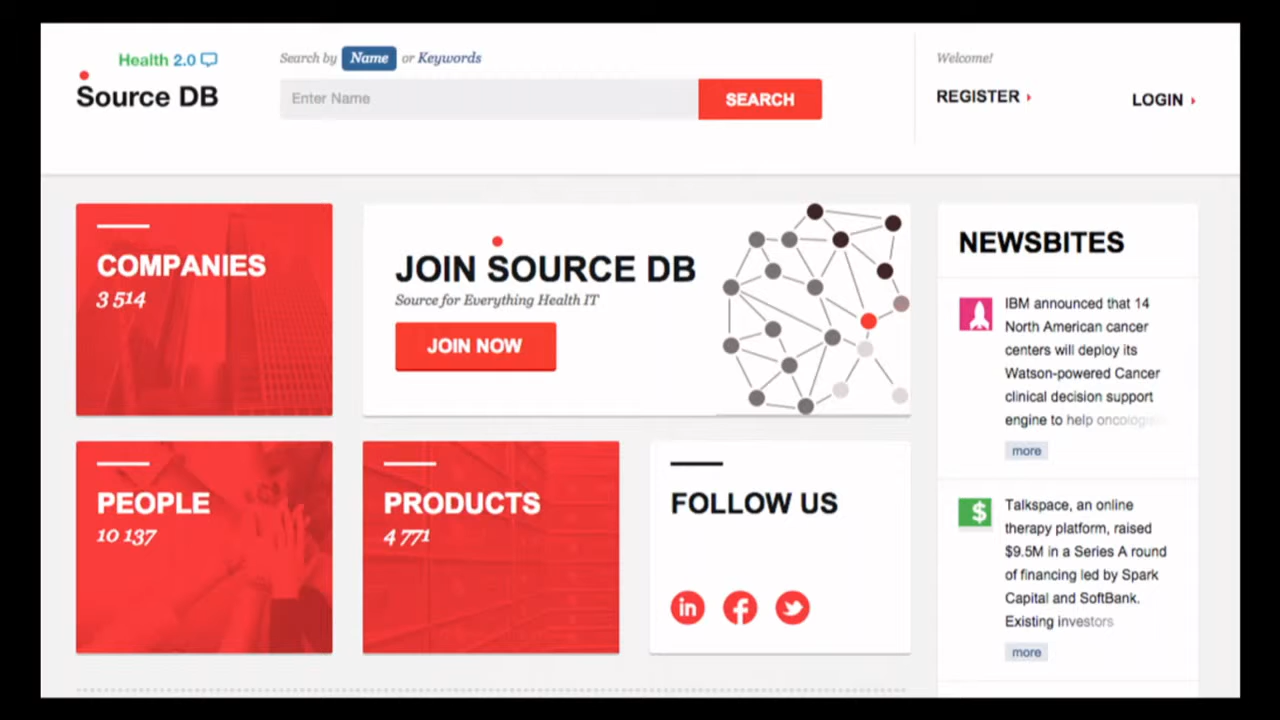 Health 2.0
Source DB
Search by Name or Keywords
Enter Name
SEARCH
Welcome!
REGISTER
LOGIN
COMPANIES
3 514
JOIN SOURCE DB
Source for Everything Health IT
JOIN NOW
PEOPLE
10 137
PRODUCTS
4 771
FOLLOW US
in
f
NEWSBITES
IBM announced that 14
North American cancer
centers will deploy its
Watson-powered Cancer
clinical decision support
engine to help oncologists
more
$
Talkspace, an online
therapy platform, raised
$9.5M in a Series A round
of financing led by Spark
Capital and SoftBank.
Existing investors
more